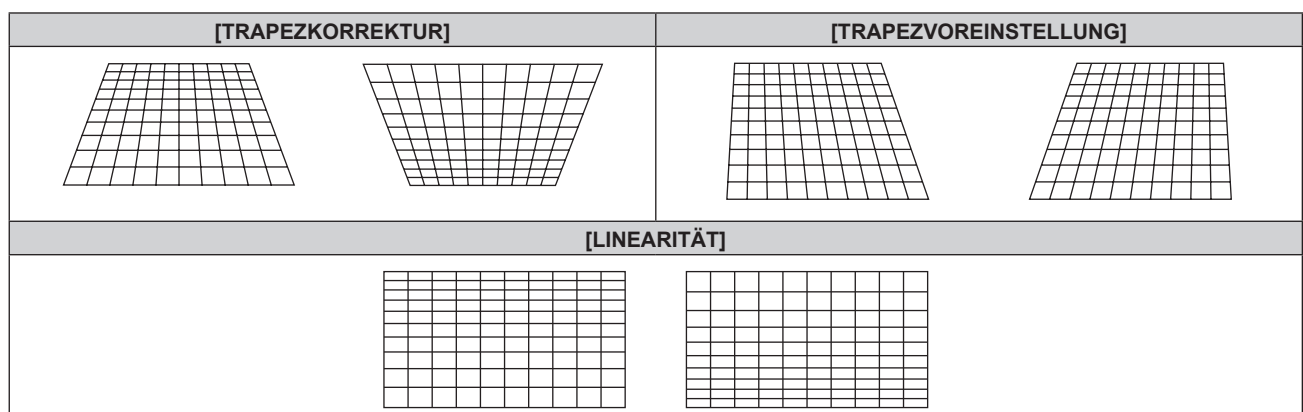 [TRAPEZKORREKTUR]
[TRAPEZVOREINSTELLUNG]
[LINEARITÄT]